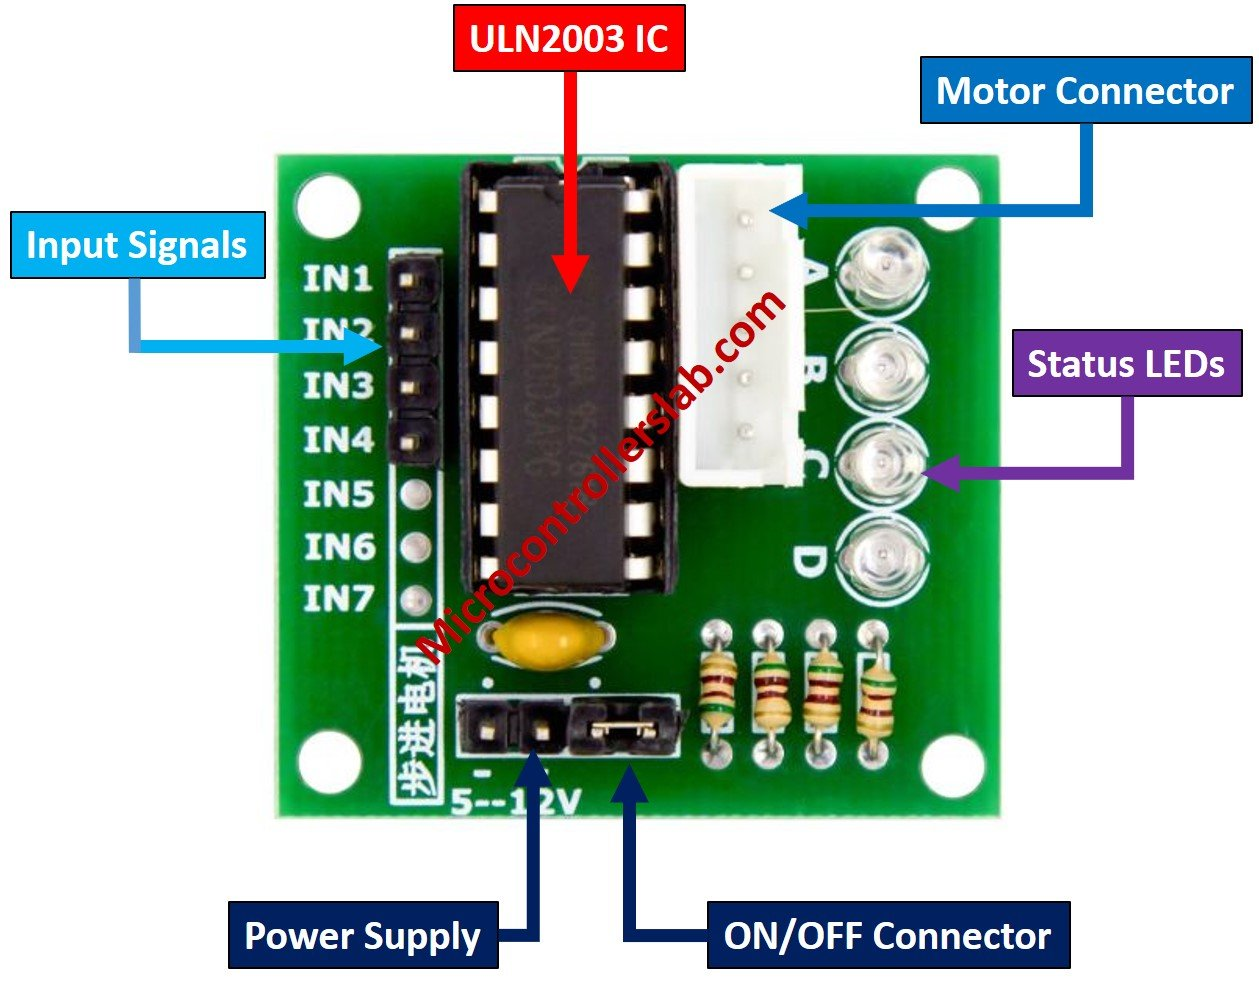 ULN2003 IC
Motor Connector
Input Signals
IN1
IN2
IN3
IN4
IN5
IN6
IN7
A
B
C
D
Status LEDs
Microcontrollerslab.com
步进电机
-
5--12V
Power Supply
ON/OFF Connector